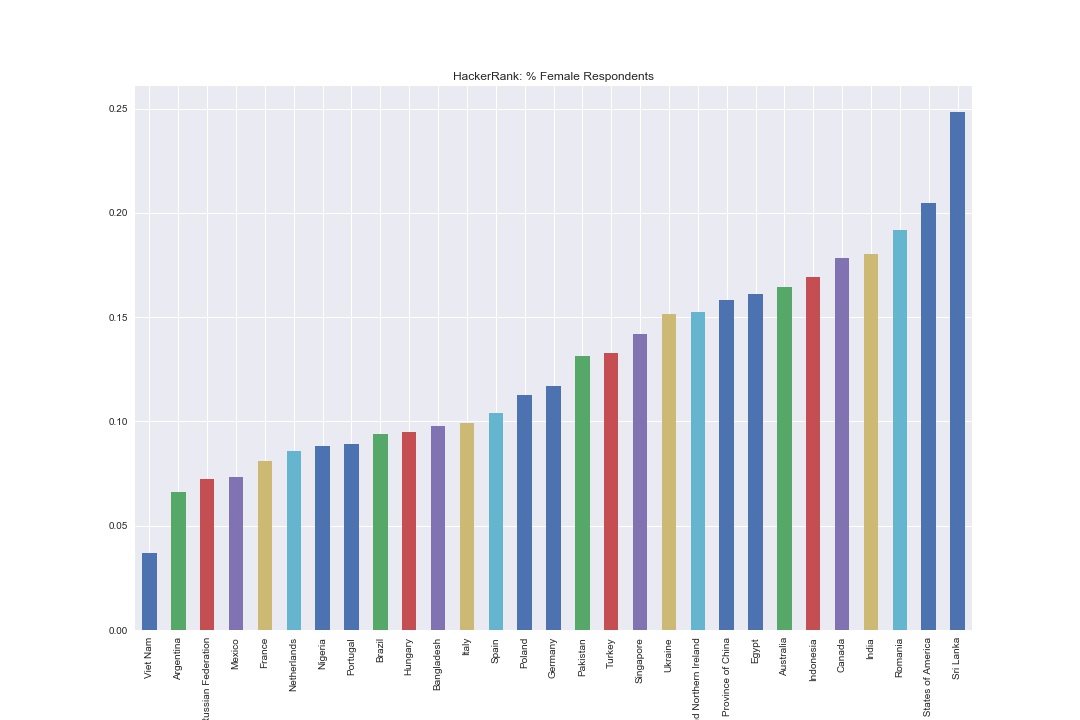 HackerRank: % Female Respondents
0.25
0.20
0.15
0.10
0.05
0.00
Viet Nam
Argentina
ussian Federation
Mexico
France
Netherlands
Nigeria
Portugal
Brazil
Hungary
Bangladesh
Italy
Spain
Poland
Germany
Pakistan
Turkey
Singapore
Ukraine
d Northern Ireland
Province of China
Egypt
Australia
Indonesia
Canada
India
Romania
States of America
Sri Lanka